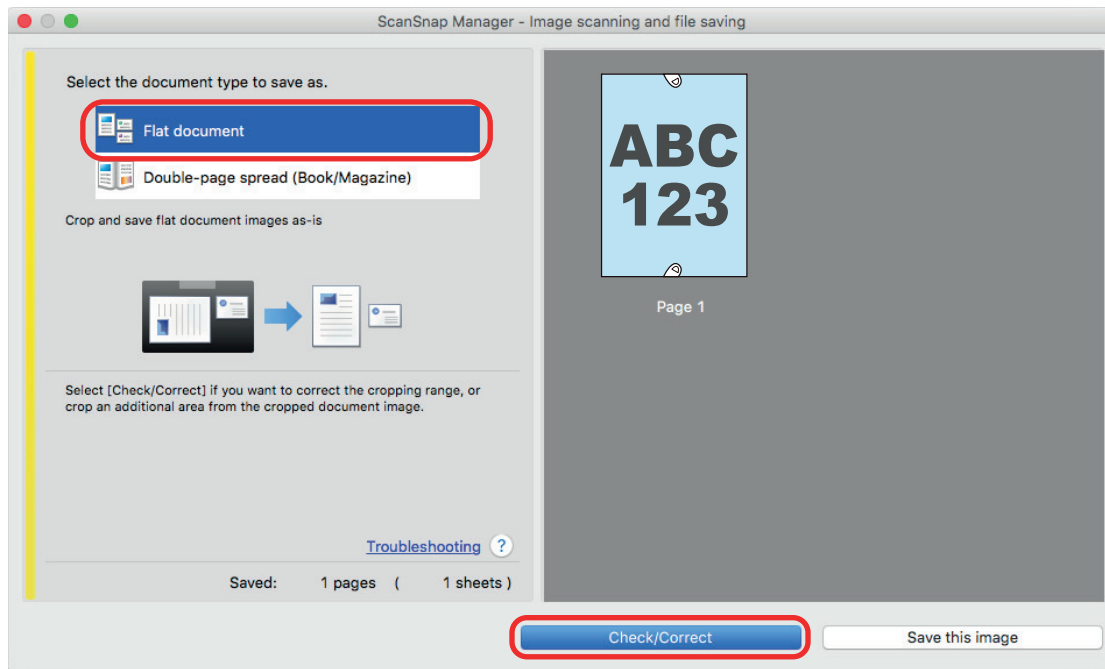 ScanSnap Manager - Image scanning and file saving
Select the document type to save as.
Flat document
Double-page spread (Book/Magazine)
Crop and save flat document images as-is
Select [Check/Correct] if you want to correct the cropping range, or
crop an additional area from the cropped document image.
Troubleshooting ?
Saved: 1 pages ( 1 sheets )
ABC
123
Page 1
Check/Correct
Save this image